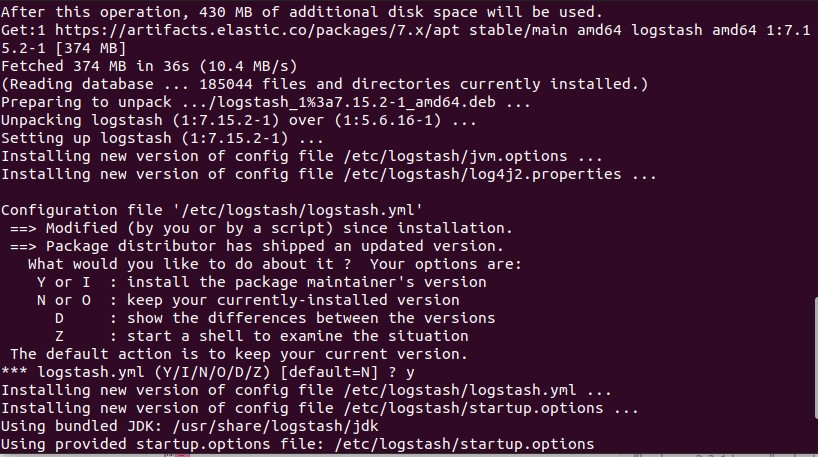 After this operation, 430 MB of additional disk space will be used.
Get:1 https://artifacts.elastic.co/packages/7.x/apt stable/main amd64 logstash amd64 1:7.1
5.2-1 [374 MB]
Fetched 374 MB in 36s (10.4 MB/s)
(Reading database ... 185044 files and directories currently installed.)
Preparing to unpack .../logstash_1%3a7.15.2-1_amd64.deb ...
Unpacking logstash (1:7.15.2-1) over (1:5.6.16-1) ...
Setting up logstash (1:7.15.2-1) ...
Installing new version of config file /etc/logstash/jvm.options ...
Installing new version of config file /etc/logstash/log4j2.properties ...

Configuration file '/etc/logstash/logstash.yml'
 ==> Modified (by you or by a script) since installation.
 ==> Package distributor has shipped an updated version.
   What would you like to do about it ?  Your options are:
    Y or I  : install the package maintainer's version
    N or O  : keep your currently-installed version
      D     : show the differences between the versions
      Z     : start a shell to examine the situation
 The default action is to keep your current version.
*** logstash.yml (Y/I/N/O/D/Z) [default=N] ? y
Installing new version of config file /etc/logstash/logstash.yml ...
Installing new version of config file /etc/logstash/startup.options ...
Using bundled JDK: /usr/share/logstash/jdk
Using provided startup.options file: /etc/logstash/startup.options